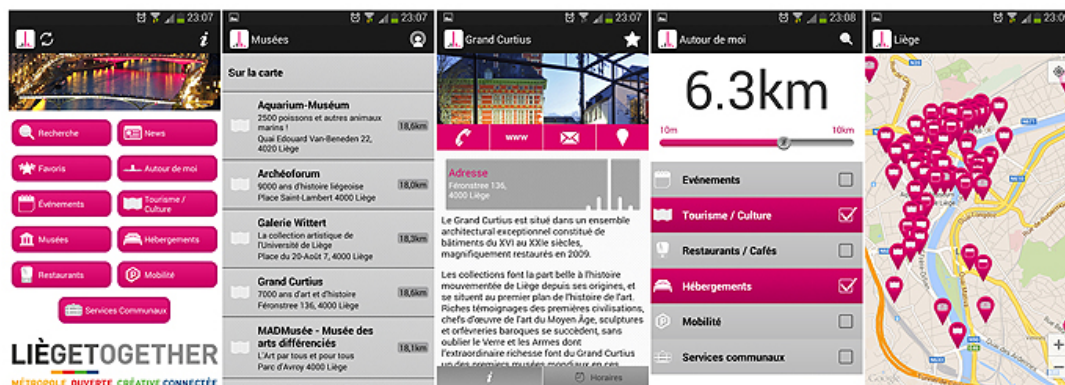 23:07
i
Recherche
News
Favoris
Autour de moi
Événements
Tourisme /
Culture
Musées
Hébergements
Restaurants
Mobilité
Services Communaux
LIÈGETOGETHER
MÉTROPOLE OUVERTE CRÉATIVE CONNECTÉE
23:07
Musées
Sur la carte
Aquarium-Muséum
2500 poissons et autres animaux
marins !
Quai Edouard Van-Beneden 22,
4020 Liège
18,6km
Archéoforum
9000 ans d'histoire liégeoise
Place Saint-Lambert 4000 Liège
18,0km
Galerie Wittert
La collection artistique de
l'Université de Liège
Place du 20-Août 7, 4000 Liège
18,3km
Grand Curtius
7000 ans d'art et d'histoire
Féronstree 136, 4000 Liège
18,6km
MADMusée - Musée des
arts différenciés
L'Art par tous et pour tous
Parc d'Avroy 4000 Liège
18,1km
23:07
Grand Curtius
www
Adresse
Féronstree 136,
4000 Liège
Le Grand Curtius est situé dans un ensemble
architectural exceptionnel constitué de
bâtiments du XVI au XXIe siècles,
magnifiquement restaurés en 2009.
Les collections font la part belle à l'histoire
mouvementée de Liège depuis ses origines, et
se situent au premier plan de l'histoire de l'art.
Riches témoignages des premières civilisations,
chefs d'œuvre de l'art du Moyen Âge, sculptures
et orfèvreries baroques se succèdent, sans
oublier le Verre et les Armes dont
l'extraordinaire richesse font du Grand Curtius
un des premiers musées mondiaux en ces
i
Horaires
23:08
Autour de moi
6.3km
10m
10km
Evénements
Tourisme / Culture
Restaurants / Cafés
Hébergements
Mobilité
Services communaux
Liège
Google